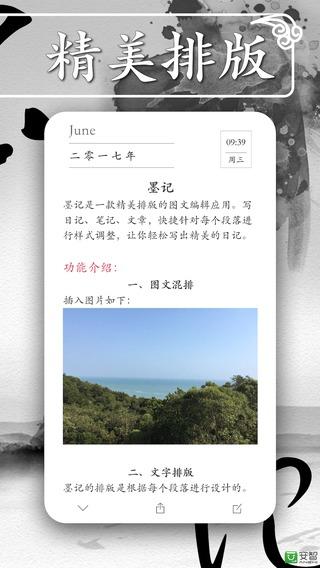 精美排版
June
二零一七年
09:39
周三
墨记
墨记是一款精美排版的图文编辑应用。写
日记、笔记、文章，快捷针对每个段落进
行样式调整，让你轻松写出精美的日记。
功能介绍：
一、图文混排
插入图片如下：
二、文字排版
墨记的排版是根据每个段落进行设计的。
安智